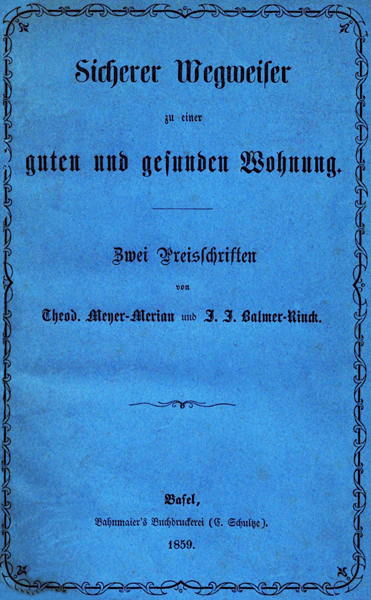 Sicherer Wegweiser
zu einer
guten und gesunden Wohnung.
Zwei Preisschriften
von
Theod. Meyer-Merian und J. J. Balmer-Rinck.
Basel,
Bahnmaier's Buchdruckerei (C. Schultze).
1859.